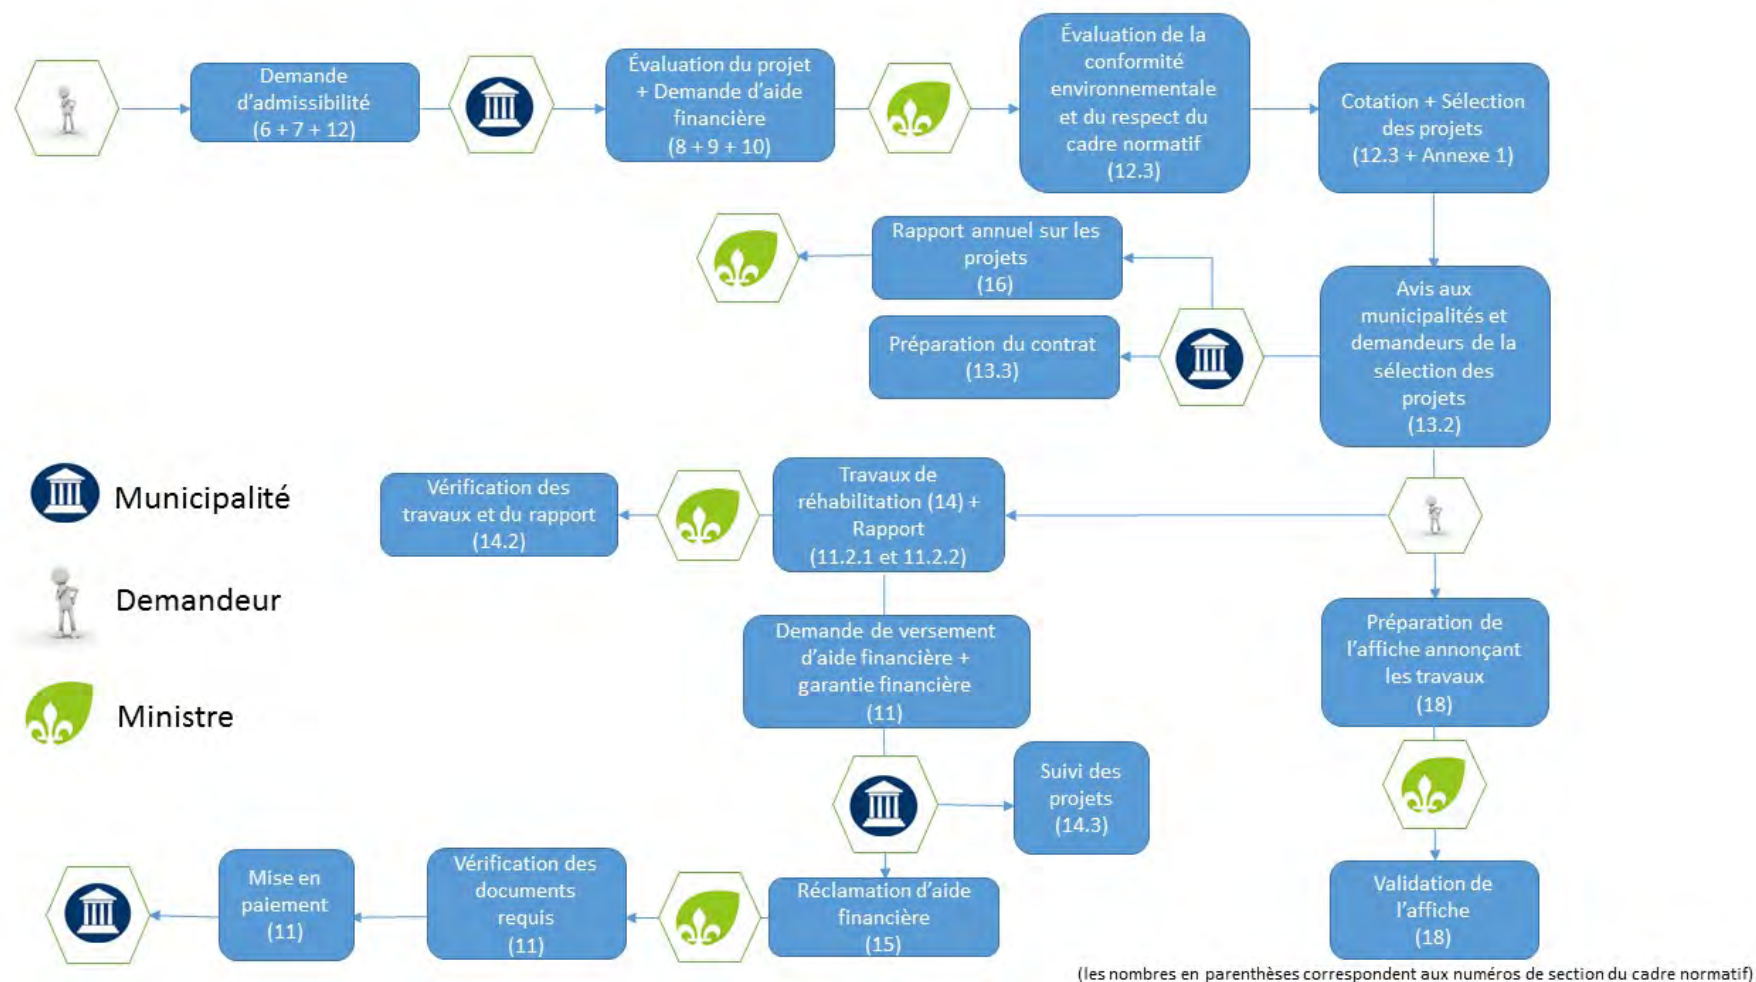 Demande
d'admissibilité
(6 + 7 + 12)
Évaluation du projet
+ Demande d'aide
financière
(8 + 9 + 10)
Évaluation de la
conformité
environnementale
et du respect du
cadre normatif
(12.3)
Cotation + Sélection
des projets
(12.3 + Annexe 1)
Rapport annuel sur les
projets
(16)
Préparation du contrat
(13.3)
Avis aux
municipalités et
demandeurs de la
sélection des
projets
(13.2)
Municipalité
Demandeur
Ministre
Vérification des
travaux et du rapport
(14.2)
Travaux de
réhabilitation (14) +
Rapport
(11.2.1 et 11.2.2)
Demande de versement
d'aide financière +
garantie financière
(11)
Préparation de
l'affiche annonçant
les travaux
(18)
Suivi des
projets
(14.3)
Mise en
paiement
(11)
Vérification des
documents
requis
(11)
Réclamation d'aide
financière
(15)
Validation de
l'affiche
(18)
(les nombres en parenthèses correspondent aux numéros de section du cadre normatif)